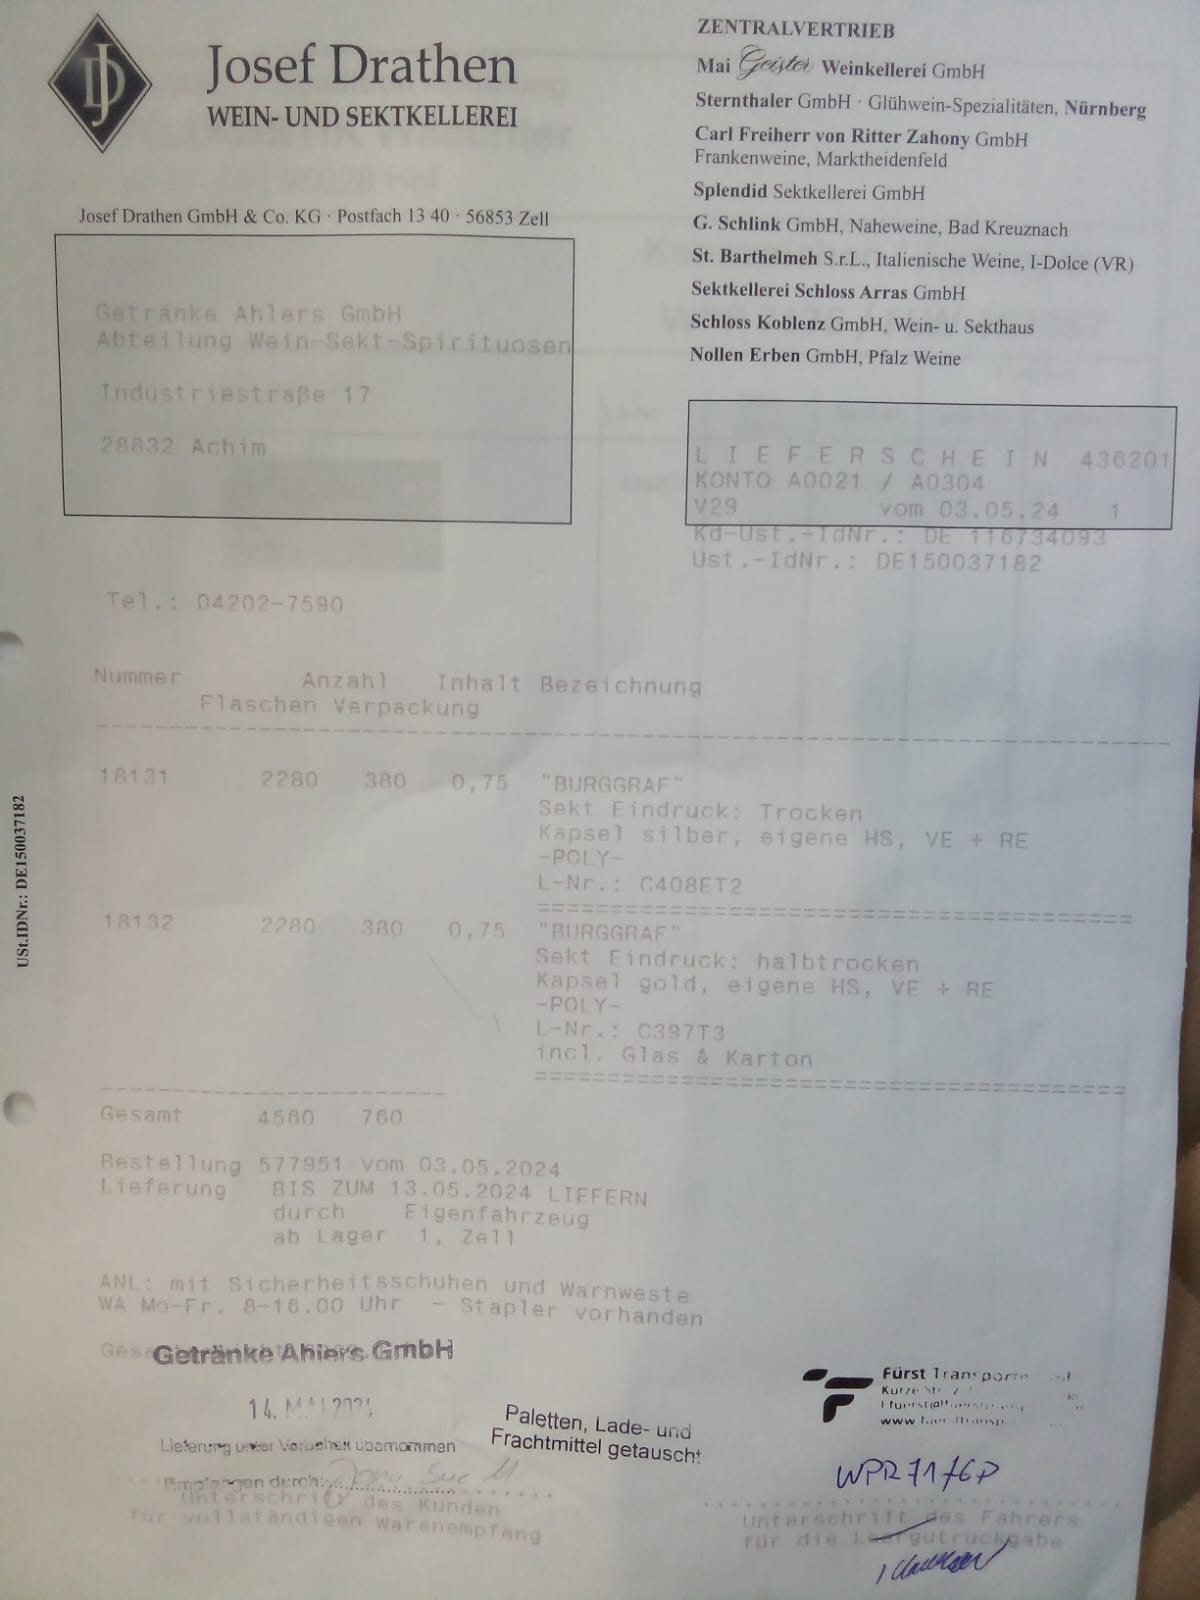 JD
Josef Drathen
WEIN- UND SEKTKELLEREI
Josef Drathen GmbH & Co. KG · Postfach 13 40 · 56853 Zell
ZENTRALVERTRIEB
Mai Geister Weinkellerei GmbH
Sternthaler GmbH · Glühwein-Spezialitäten, Nürnberg
Carl Freiherr von Ritter Zahony GmbH
Frankenweine, Marktheidenfeld
Splendid Sektkellerei GmbH
G. Schlink GmbH, Naheweine, Bad Kreuznach
St. Barthelmeh S.r.L., Italienische Weine, I-Dolce (VR)
Sektkellerei Schloss Arras GmbH
Schloss Koblenz GmbH, Wein- u. Sekthaus
Nollen Erben GmbH, Pfalz Weine
Getränke Ahlers GmbH
Abteilung Wein-Sekt-Spirituosen
Industriestraße 17
28832 Achim
L I E F E R S C H E I N 436201
KONTO A0021 / A0304
V29 vom 03.05.24 1
Kd-Ust.-IdNr.: DE 116734093
Ust.-IdNr.: DE150037182
Tel.: 04202-7590
Nummer Anzahl Inhalt Bezeichnung
Flaschen Verpackung
18131 2280 380 0,75 "BURGGRAF"
Sekt Eindruck: Trocken
Kapsel silber, eigene HS, VE + RE
-POLY-
L-Nr.: C408ET2
18132 2280 380 0,75 "BURGGRAF"
Sekt Eindruck: halbtrocken
Kapsel gold, eigene HS, VE + RE
-POLY-
L-Nr.: C397T3
incl. Glas & Karton
Gesamt 4560 760
Bestellung 577951 vom 03.05.2024
Lieferung BIS ZUM 13.05.2024 LIEFERN
durch Eigenfahrzeug
ab Lager 1, Zell
ANL: mit Sicherheitsschuhen und Warnweste
WA Mo-Fr. 8-16.00 Uhr - Stapler vorhanden
Getränke Ahlers GmbH
14. MAI 2024
Lieferung unter Vorbehalt übernommen
Empfangen durch:
Unterschrift des Kunden
für vollständigen Warenempfang
Paletten, Lade- und
Frachtmittel getauscht
Fürst Transporte
WPR7176P
Unterschrift des Fahrers
für die Leergutrückgabe
USt.IDNr.: DE150037182